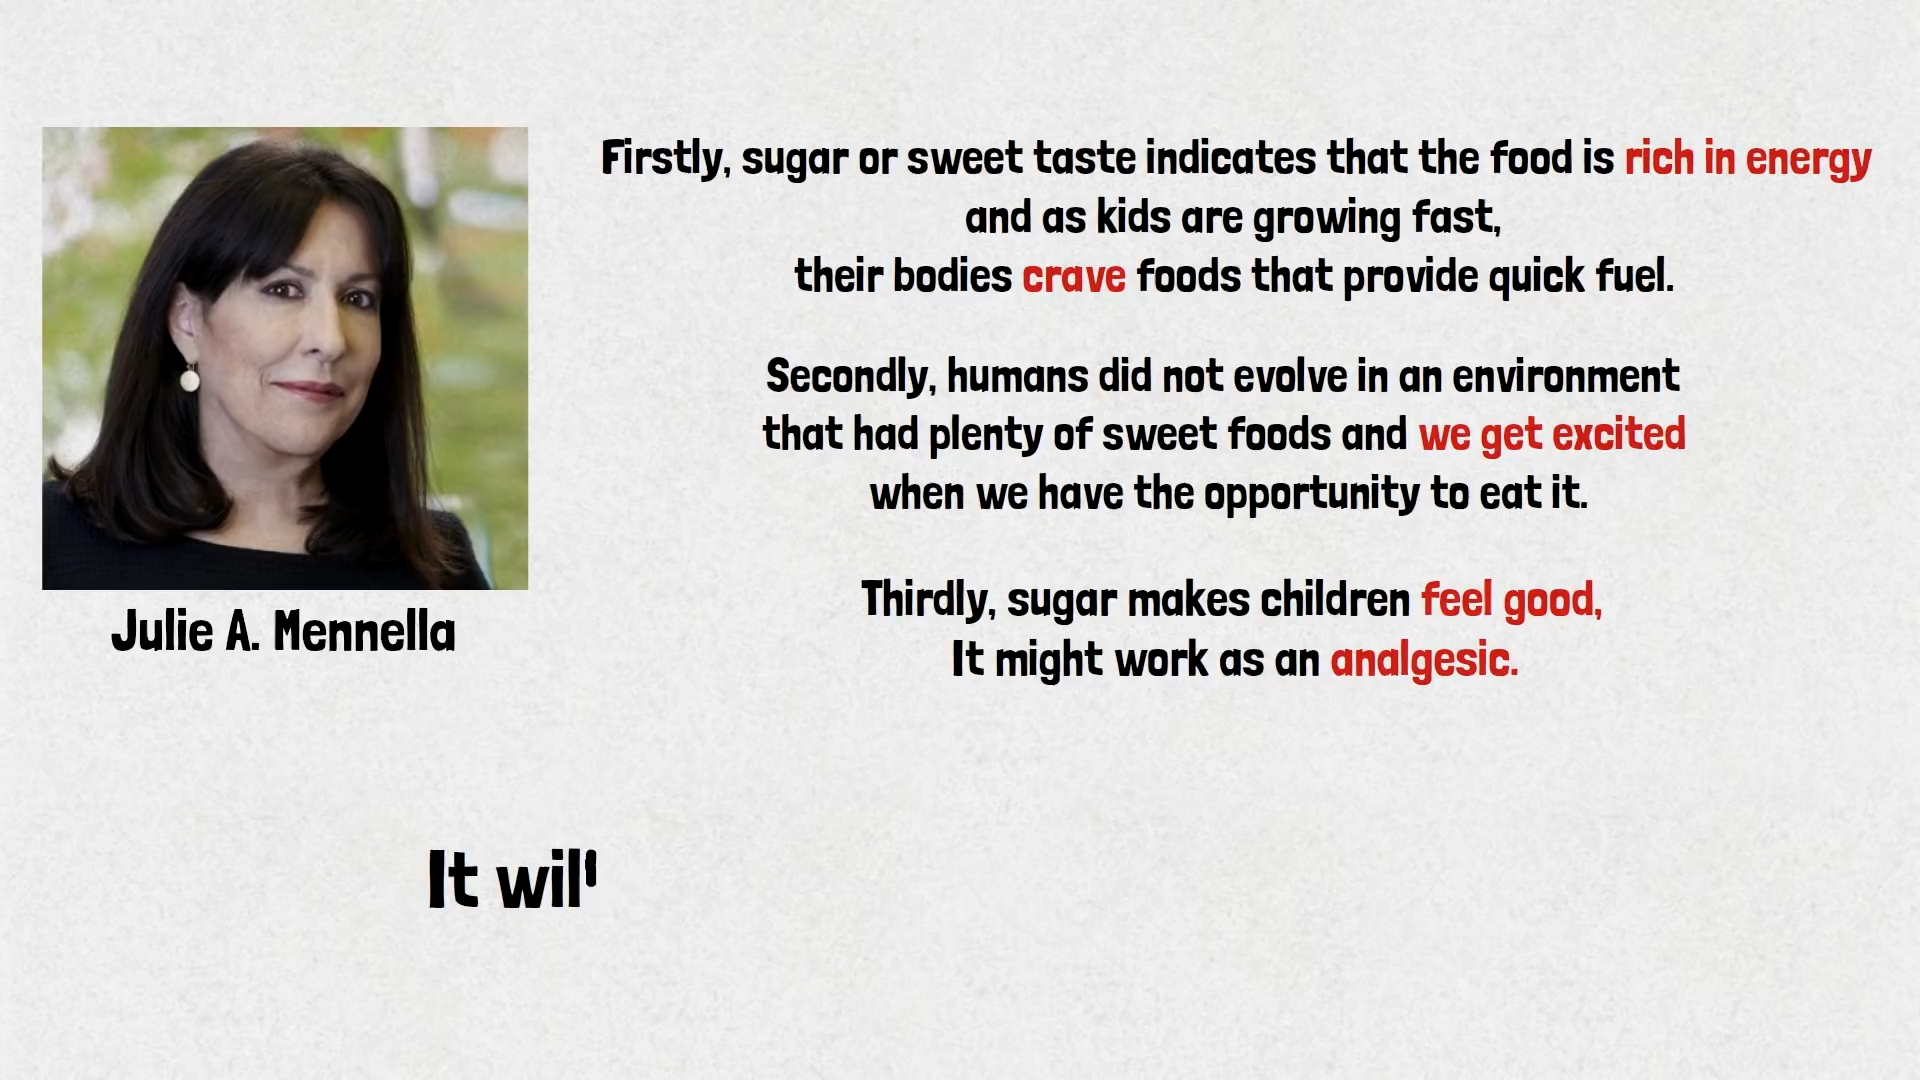 Firstly, sugar or sweet taste indicates that the food is rich in energy
and as kids are growing fast,
their bodies crave foods that provide quick fuel.
Secondly, humans did not evolve in an environment
that had plenty of sweet foods and we get excited
when we have the opportunity to eat it.
Thirdly, sugar makes children feel good,
It might work as an analgesic.
Julie A. Mennella
It